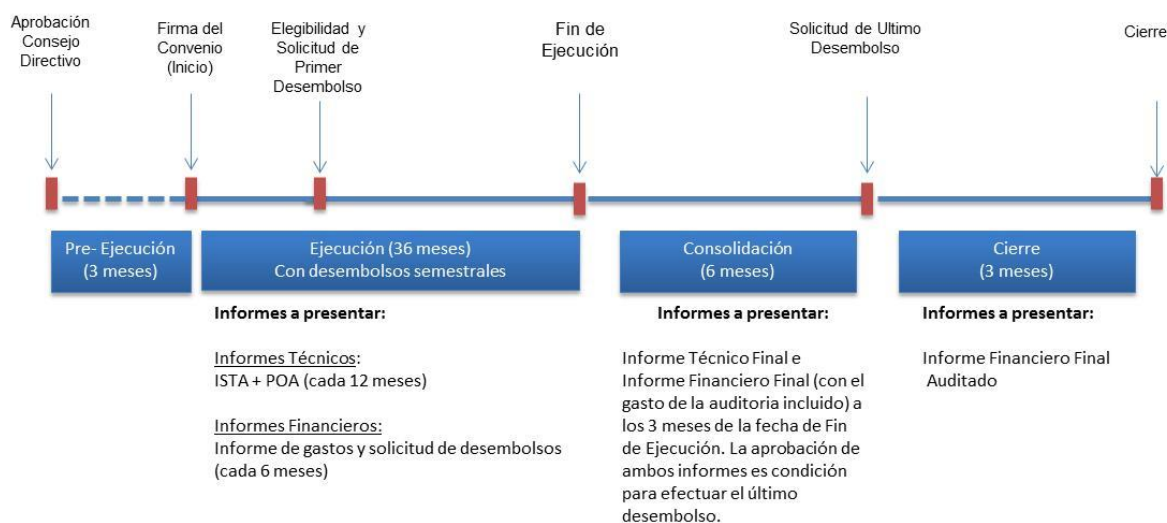 Aprobación
Consejo
Directivo
Firma del
Convenio
(Inicio)
Elegibilidad y
Solicitud de
Primer
Desembolso
Fin de
Ejecución
Solicitud de Ultimo
Desembolso
Cierre
Pre- Ejecución
(3 meses)
Ejecución (36 meses)
Con desembolsos semestrales
Consolidación
(6 meses)
Cierre
(3 meses)
Informes a presentar:
Informes Técnicos:
ISTA + POA (cada 12 meses)
Informes Financieros:
Informe de gastos y solicitud de desembolsos
(cada 6 meses)
Informes a presentar:
Informe Técnico Final e
Informe Financiero Final (con el
gasto de la auditoria incluido) a
los 3 meses de la fecha de Fin
de Ejecución. La aprobación de
ambos informes es condición
para efectuar el último
desembolso.
Informes a presentar:
Informe Financiero Final
Auditado